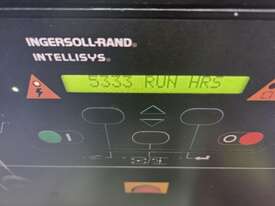 INGERSOLL-RAND®
INTELLISYS®
5333 RUN HRS